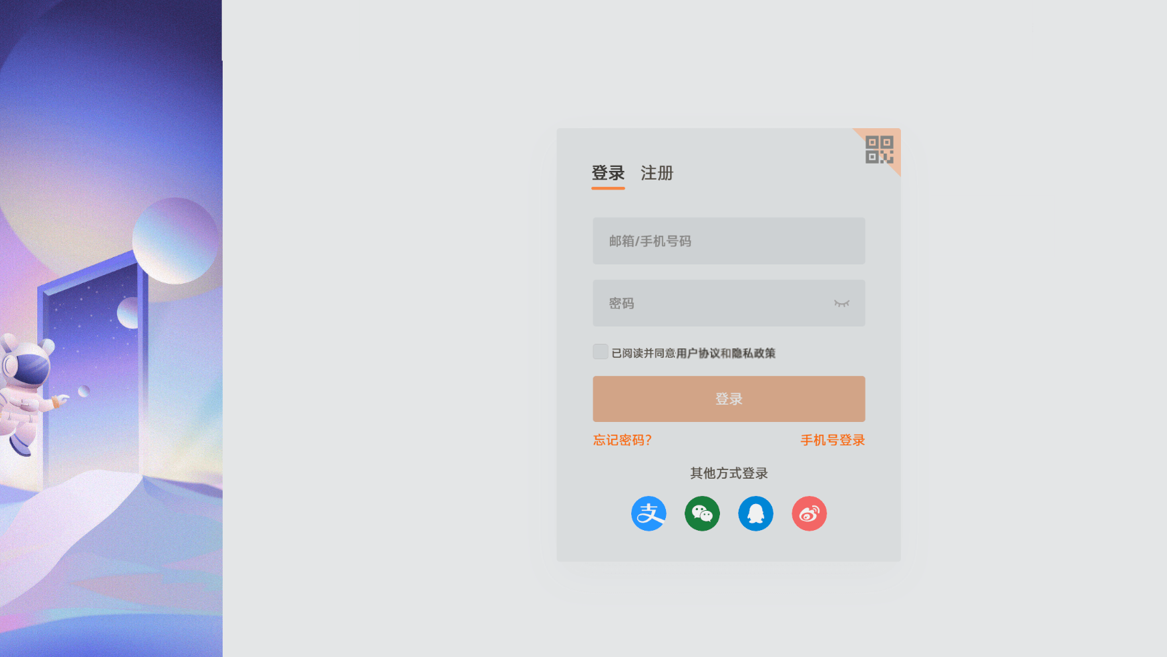 登录 注册
邮箱/手机号码
密码
已阅读并同意用户协议和隐私政策
登录
忘记密码? 手机号登录
其他方式登录
支